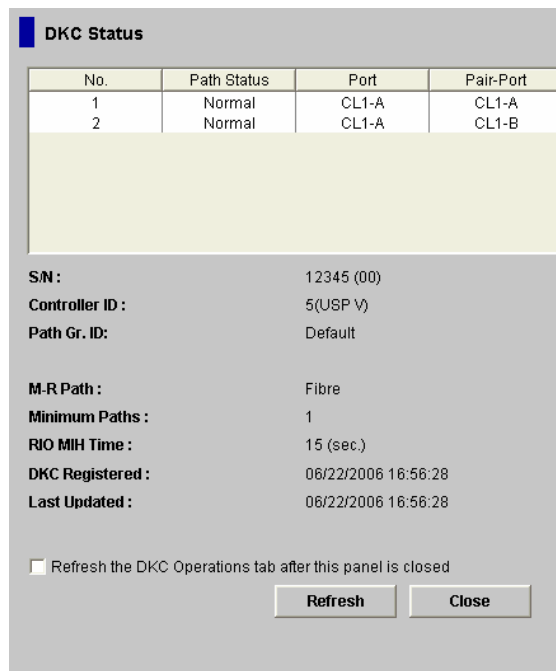 DKC Status
No. Path Status Port Pair-Port
1 Normal CL1-A CL1-A
2 Normal CL1-A CL1-B
S/N : 12345 (00)
Controller ID : 5(USP V)
Path Gr. ID: Default
M-R Path : Fibre
Minimum Paths : 1
RIO MIH Time : 15 (sec.)
DKC Registered : 06/22/2006 16:56:28
Last Updated : 06/22/2006 16:56:28
Refresh the DKC Operations tab after this panel is closed
Refresh Close